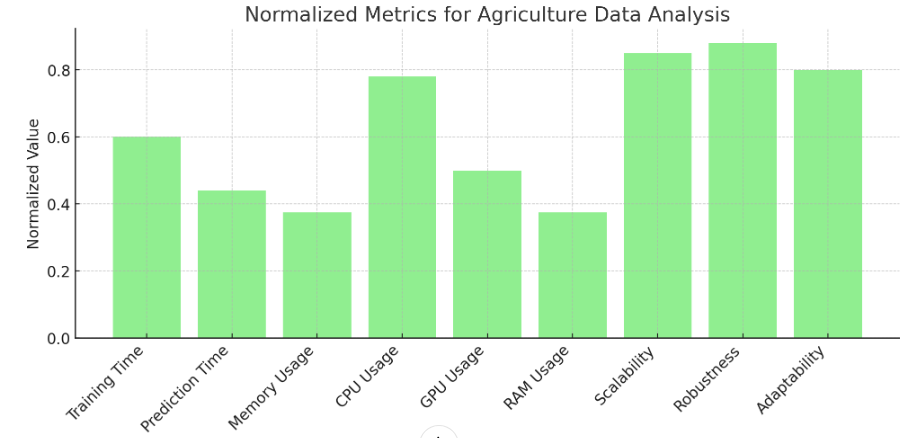 Normalized Metrics for Agriculture Data Analysis
Normalized Value
0.8
0.6
0.4
0.2
0.0
Training Time
Prediction Time
Memory Usage
CPU Usage
GPU Usage
RAM Usage
Scalability
Robustness
Adaptability